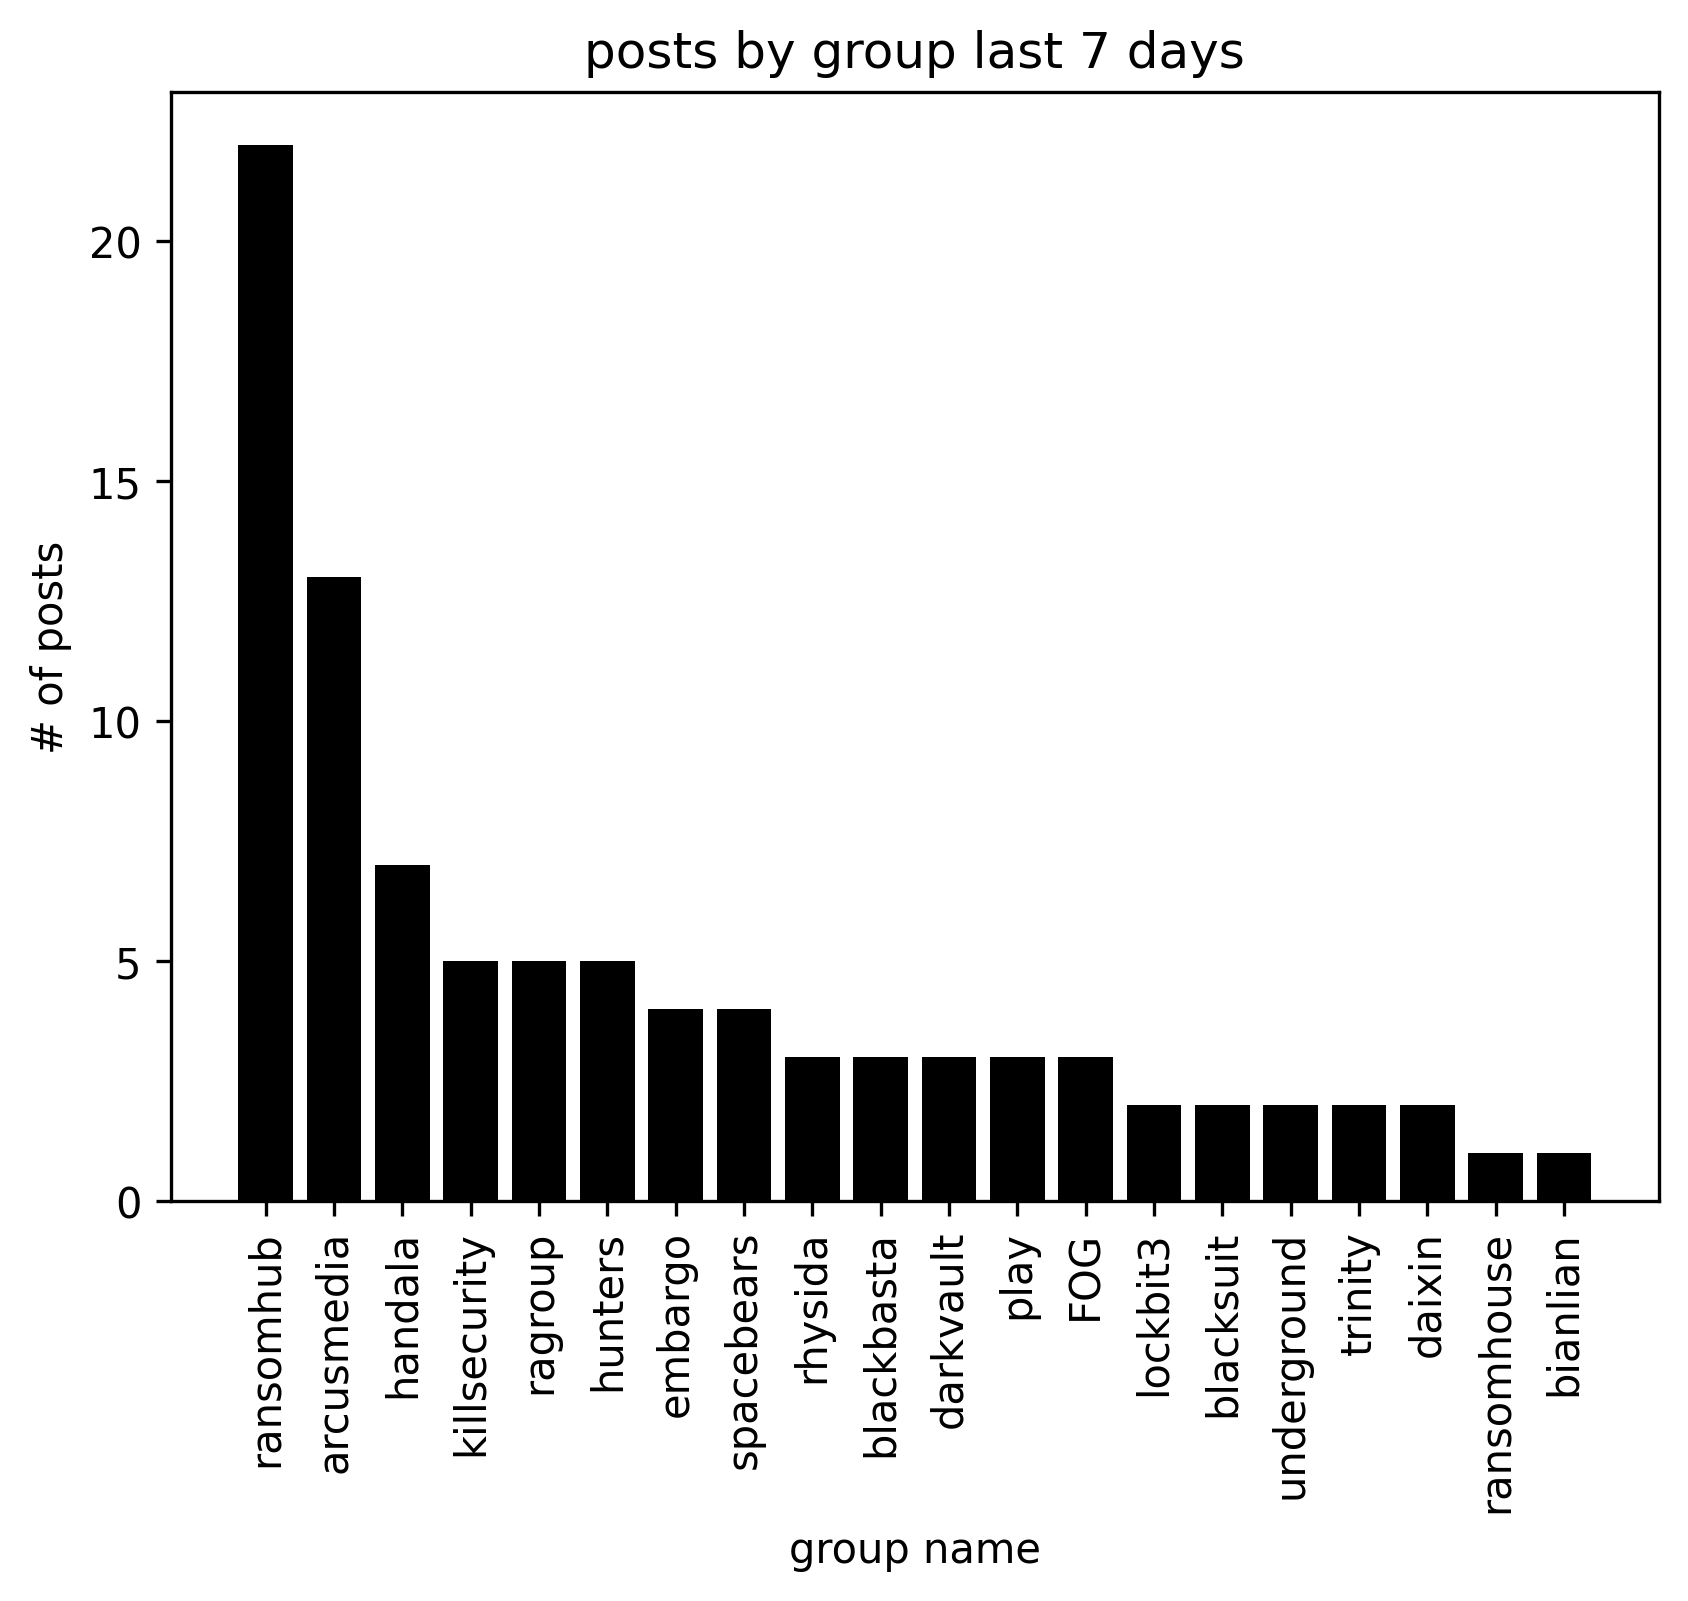 posts by group last 7 days
# of posts
20
15
10
5
0
ransomhub
arcusmedia
handala
killsecurity
ragroup
hunters
embargo
spacebears
rhysida
blackbasta
darkvault
play
FOG
lockbit3
blacksuit
underground
trinity
daixin
ransomhouse
bianlian
group name